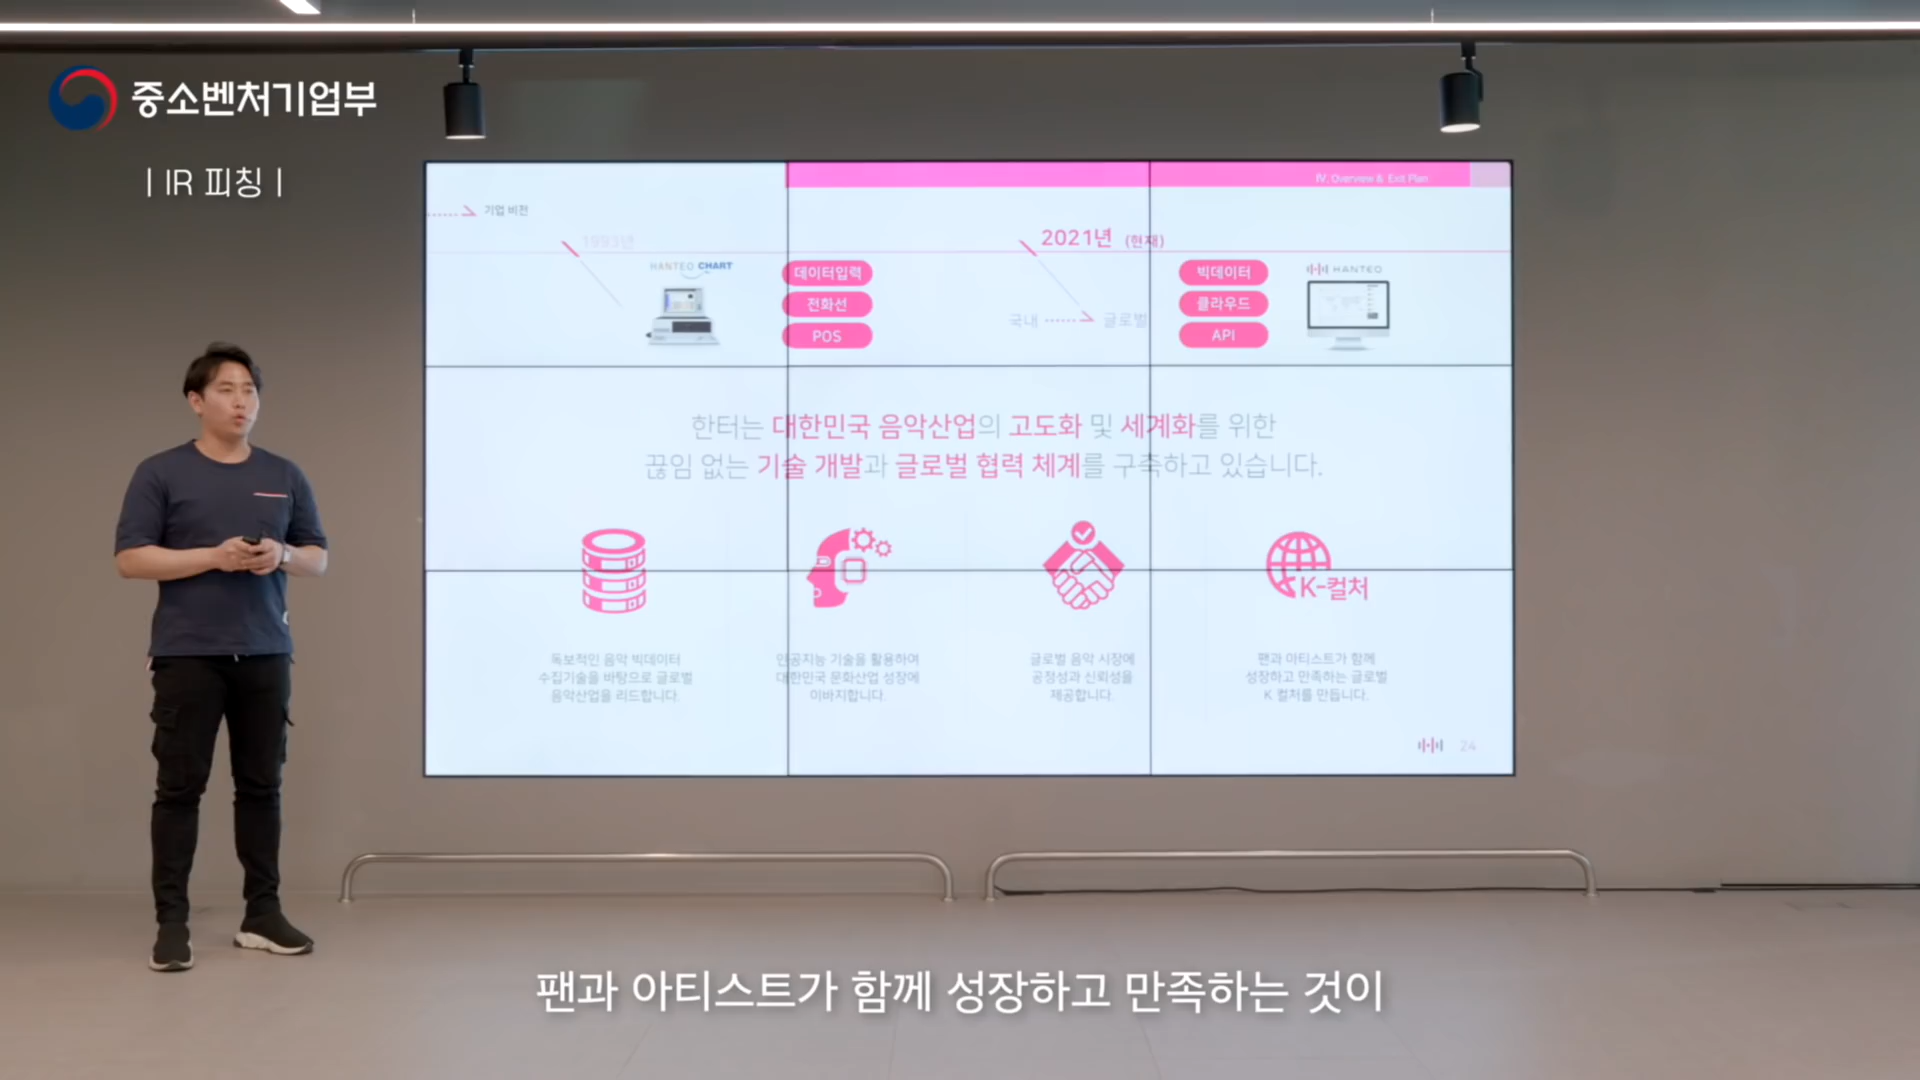 중소벤처기업부
| IR 피칭 |
Ⅳ. Overview & Exit Plan
기업 비전
1993년
HANTEO CHART
데이터입력
전화선
POS
2021년 (현재)
국내 글로벌
빅데이터
클라우드
API
HANTEO
한터는 대한민국 음악산업의 고도화 및 세계화를 위한
끊임 없는 기술 개발과 글로벌 협력 체계를 구축하고 있습니다.
K-컬처
독보적인 음악 빅데이터
수집기술을 바탕으로 글로벌
음악산업을 리드합니다.
인공지능 기술을 활용하여
대한민국 문화산업 성장에
이바지합니다.
글로벌 음악 시장에
공정성과 신뢰성을
제공합니다.
팬과 아티스트가 함께
성장하고 만족하는 글로벌
K 컬처를 만듭니다.
24
팬과 아티스트가 함께 성장하고 만족하는 것이